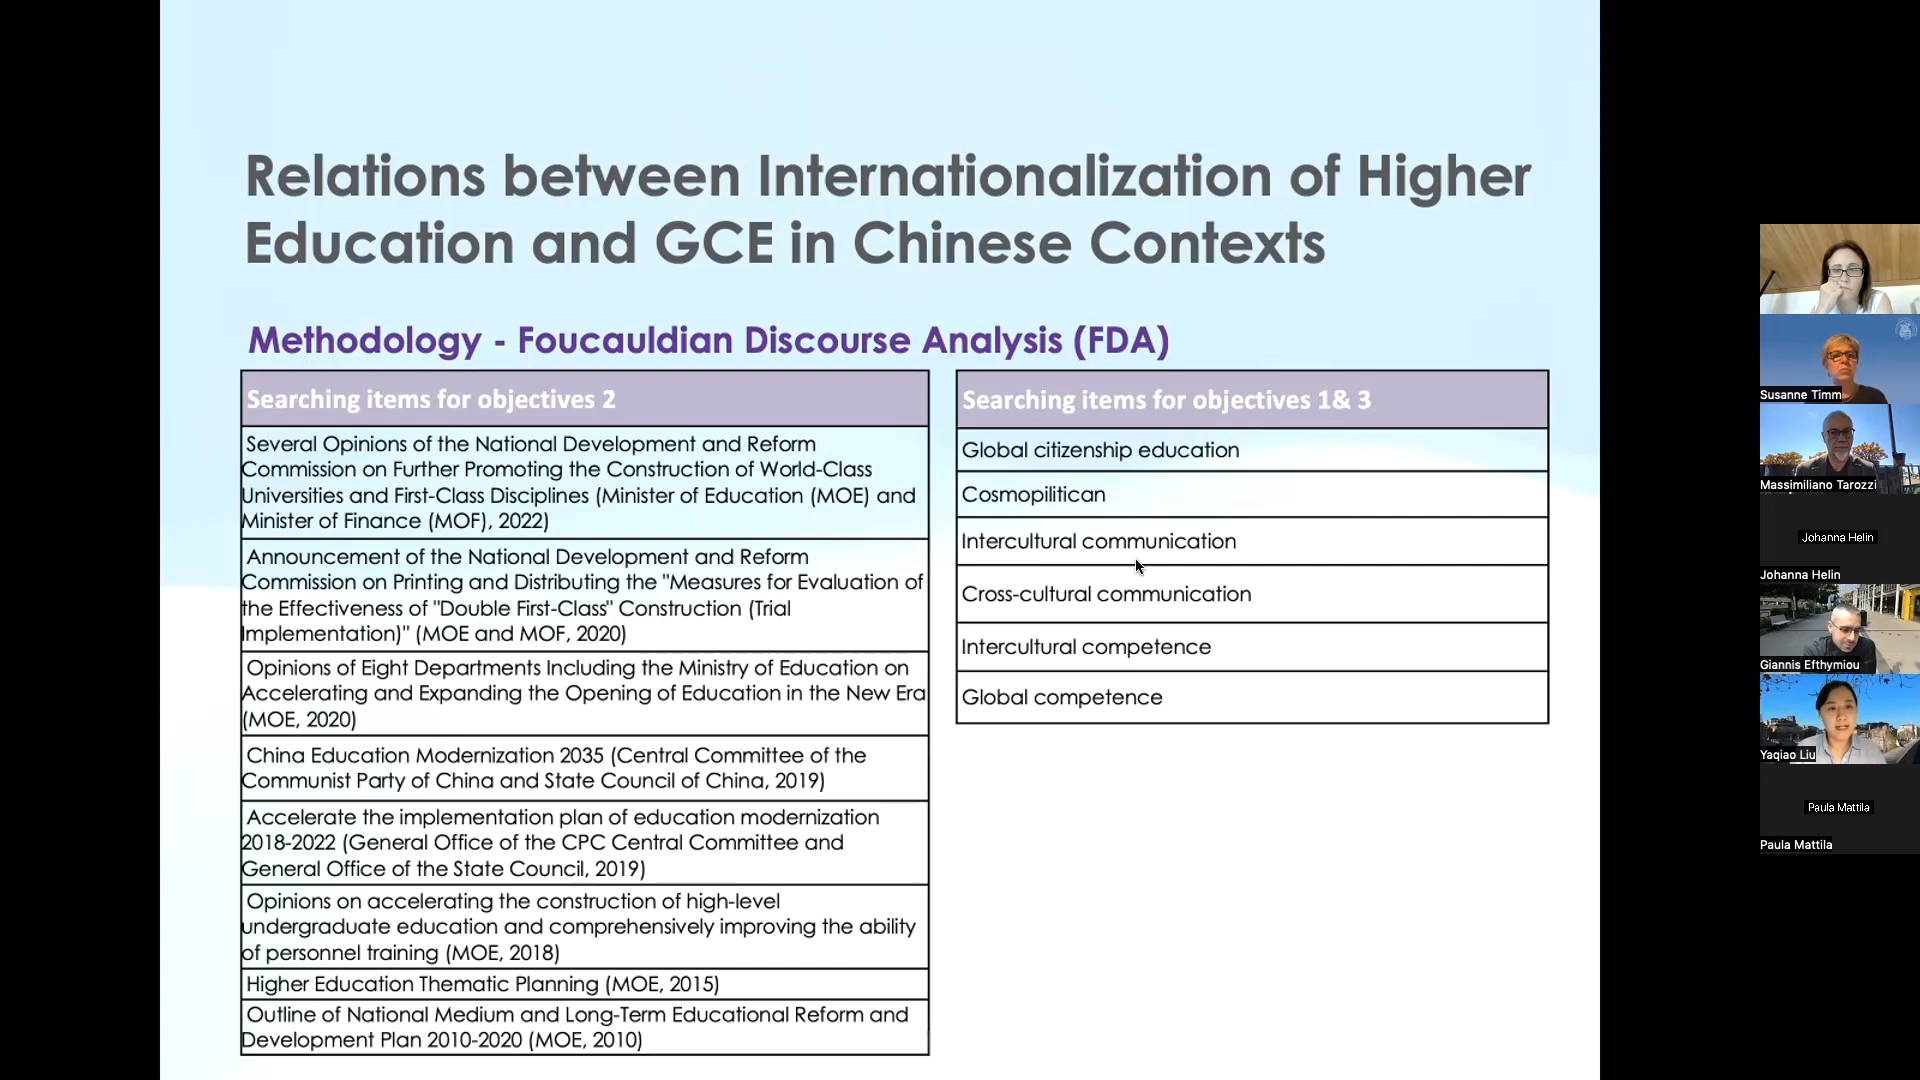 Relations between Internationalization of Higher
Education and GCE in Chinese Contexts
Methodology - Foucauldian Discourse Analysis (FDA)
Searching items for objectives 2
Several Opinions of the National Development and Reform
Commission on Further Promoting the Construction of World-Class
Universities and First-Class Disciplines (Minister of Education (MOE) and
Minister of Finance (MOF), 2022)
Announcement of the National Development and Reform
Commission on Printing and Distributing the "Measures for Evaluation of
the Effectiveness of "Double First-Class" Construction (Trial
Implementation)" (MOE and MOF, 2020)
Opinions of Eight Departments Including the Ministry of Education on
Accelerating and Expanding the Opening of Education in the New Era
(MOE, 2020)
China Education Modernization 2035 (Central Committee of the
Communist Party of China and State Council of China, 2019)
Accelerate the implementation plan of education modernization
2018-2022 (General Office of the CPC Central Committee and
General Office of the State Council, 2019)
Opinions on accelerating the construction of high-level
undergraduate education and comprehensively improving the ability
of personnel training (MOE, 2018)
Higher Education Thematic Planning (MOE, 2015)
Outline of National Medium and Long-Term Educational Reform and
Development Plan 2010-2020 (MOE, 2010)
Searching items for objectives 1& 3
Global citizenship education
Cosmopilitican
Intercultural communication
Cross-cultural communication
Intercultural competence
Global competence
Susanne Timm
Massimiliano Tarozzi
Johanna Helin
Johanna Helin
Giannis Efthymiou
Yaqiao Liu
Paula Mattila
Paula Mattila